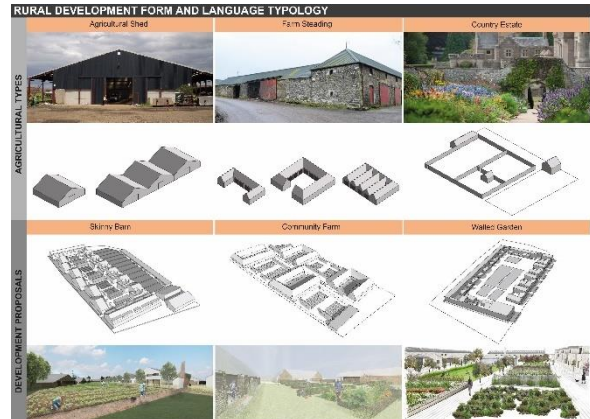 RURAL DEVELOPMENT FORM AND LANGUAGE TYPOLOGY
Agricultural Shed
Farm Steading
Country Estate
AGRICULTURAL TYPES
Skinny Barn
Community Farm
Walled Garden
DEVELOPMENT PROPOSALS